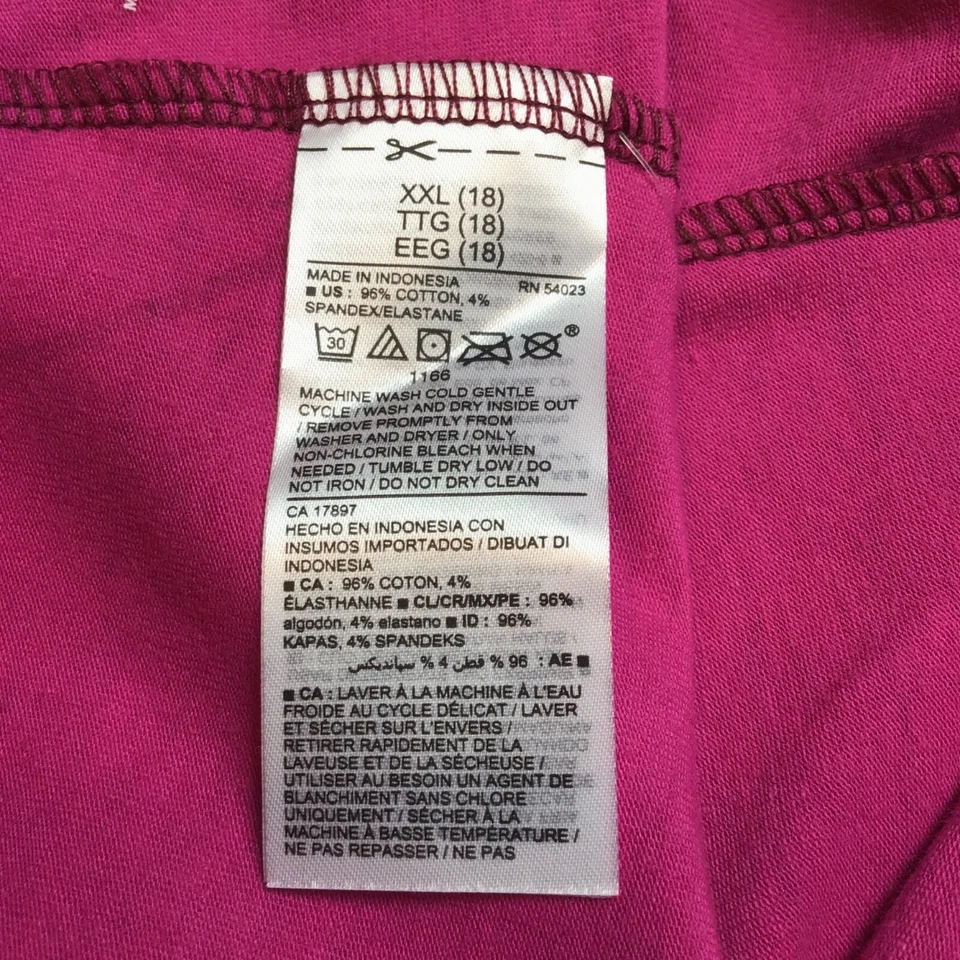 XXL (18)
TTG (18)
EEG (18)
MADE IN INDONESIA
RN 54023
■ US : 96% COTTON, 4%
SPANDEX/ELASTANE
30
®
1166
MACHINE WASH COLD GENTLE
CYCLE / WASH AND DRY INSIDE OUT
/ REMOVE PROMPTLY FROM
WASHER AND DRYER / ONLY
NON-CHLORINE BLEACH WHEN
NEEDED / TUMBLE DRY LOW / DO
NOT IRON / DO NOT DRY CLEAN
CA 17897
HECHO EN INDONESIA CON
INSUMOS IMPORTADOS / DIBUAT DI
INDONESIA
■ CA : 96% COTON, 4%
ÉLASTHANNE ■ CL/CR/MX/PE : 96%
algodón, 4% elastano ■ ID : 96%
KAPAS, 4% SPANDEKS
■ AE : 96 % قطن 4 % سپانديكس
■ CA : LAVER À LA MACHINE À L'EAU
FROIDE AU CYCLE DÉLICAT / LAVER
ET SÉCHER SUR L'ENVERS /
RETIRER RAPIDEMENT DE LA
LAVEUSE ET DE LA SÉCHEUSE /
UTILISER AU BESOIN UN AGENT DE
BLANCHIMENT SANS CHLORE
UNIQUEMENT / SÉCHER À LA
MACHINE À BASSE TEMPÉRATURE /
NE PAS REPASSER / NE PAS